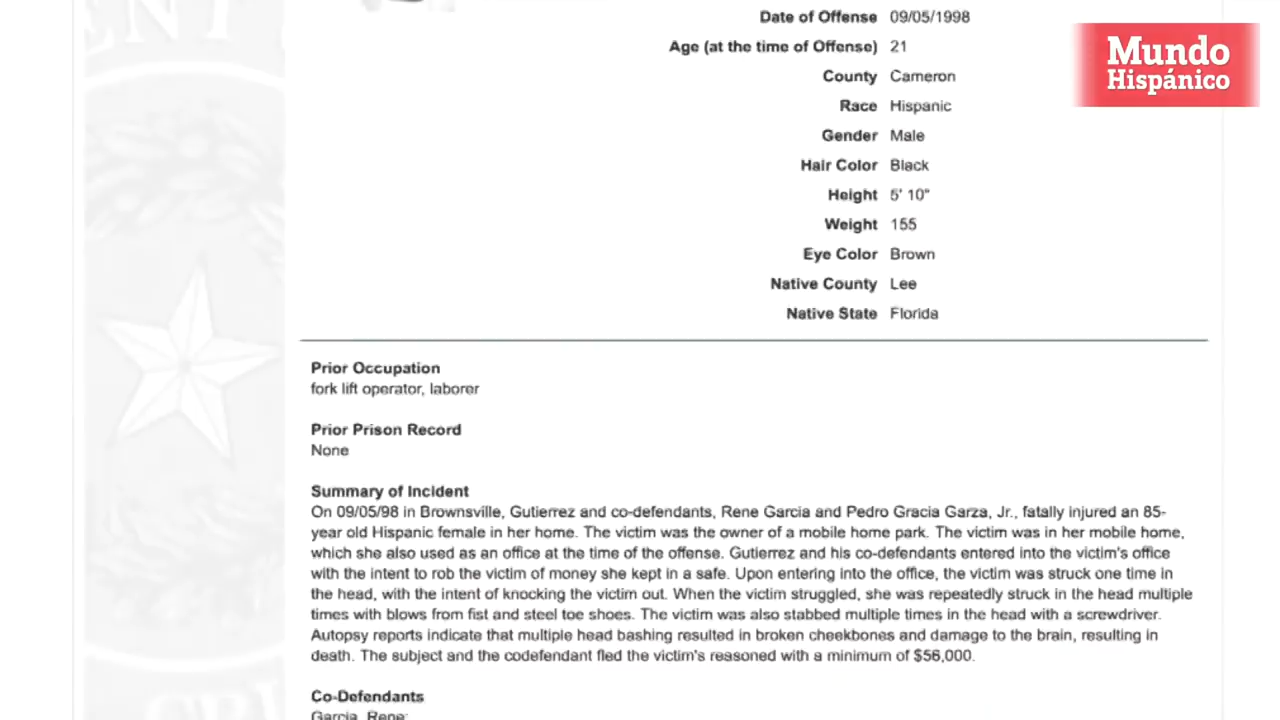 ENT
Mundo
Hispánico
Date of Offense 09/05/1998
Age (at the time of Offense) 21
County Cameron
Race Hispanic
Gender Male
Hair Color Black
Height 5' 10"
Weight 155
Eye Color Brown
Native County Lee
Native State Florida
Prior Occupation
fork lift operator, laborer
Prior Prison Record
None
Summary of Incident
On 09/05/98 in Brownsville, Gutierrez and co-defendants, Rene Garcia and Pedro Gracia Garza, Jr., fatally injured an 85-
year old Hispanic female in her home. The victim was the owner of a mobile home park. The victim was in her mobile home,
which she also used as an office at the time of the offense. Gutierrez and his co-defendants entered into the victim's office
with the intent to rob the victim of money she kept in a safe. Upon entering into the office, the victim was struck one time in
the head, with the intent of knocking the victim out. When the victim struggled, she was repeatedly struck in the head multiple
times with blows from fist and steel toe shoes. The victim was also stabbed multiple times in the head with a screwdriver.
Autopsy reports indicate that multiple head bashing resulted in broken cheekbones and damage to the brain, resulting in
death. The subject and the codefendant fled the victim's reasoned with a minimum of $56,000.
Co-Defendants
Garcia, Rene;
CRI